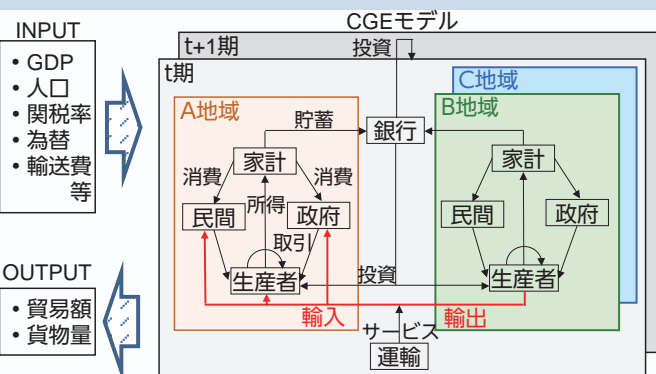 CGEモデル
INPUT
• GDP
• 人口
• 関税率
• 為替
• 輸送費
等
OUTPUT
• 貿易額
• 貨物量
t+1期
投資
t期
A地域
貯蓄
銀行
家計
消費
消費
民間
所得
政府
取引
生産者
輸入
投資
サービス
運輸
C地域
B地域
家計
民間
政府
生産者
輸出